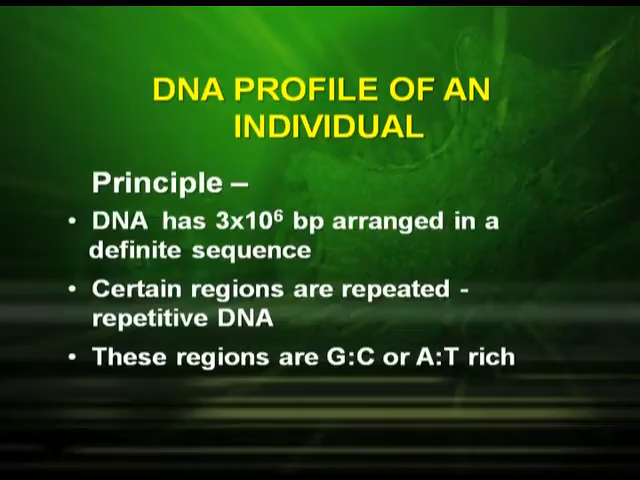 DNA PROFILE OF AN
INDIVIDUAL
Principle –
• DNA has 3x10⁶ bp arranged in a
definite sequence
• Certain regions are repeated -
repetitive DNA
• These regions are G:C or A:T rich